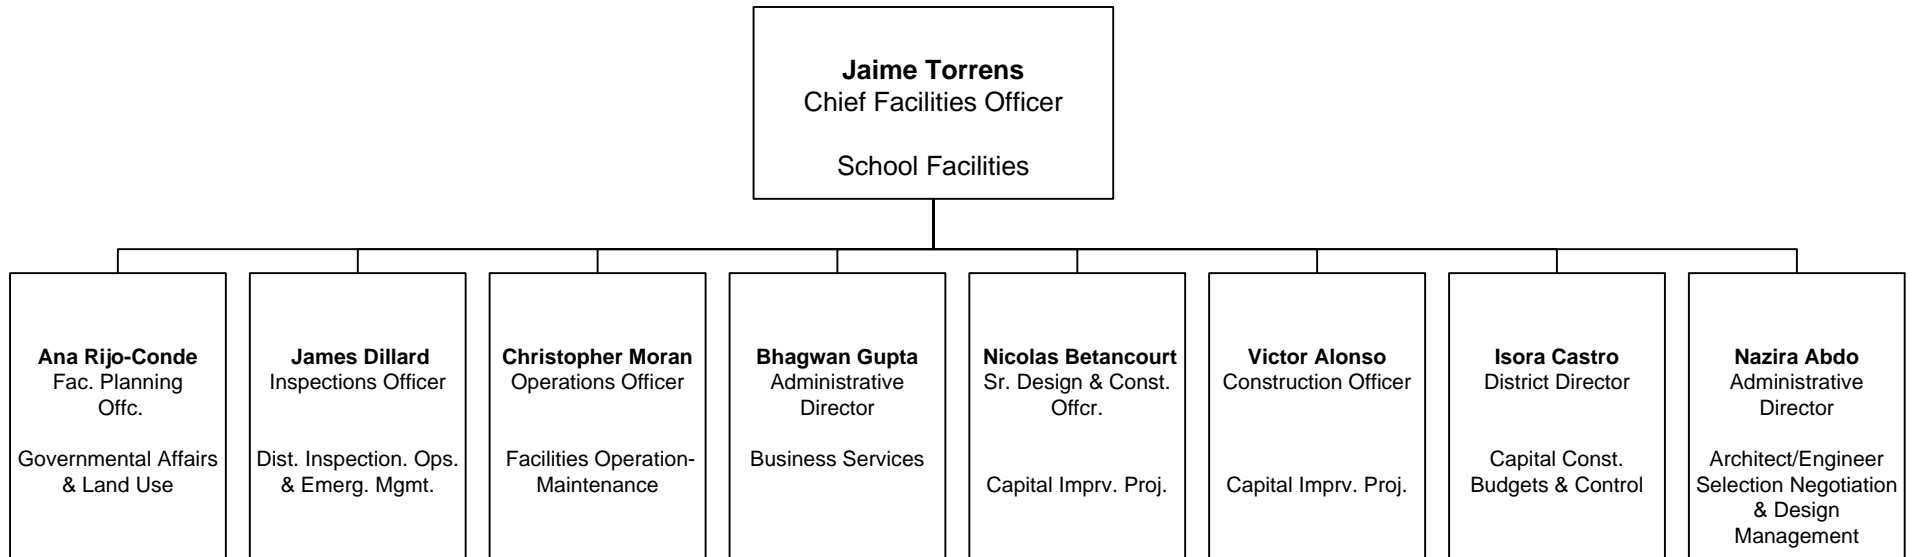 Jaime Torrens
Chief Facilities Officer
School Facilities
Ana Rijo-Conde
Fac. Planning
Offc.
Governmental Affairs
& Land Use
James Dillard
Inspections Officer
Dist. Inspection. Ops.
& Emerg. Mgmt.
Christopher Moran
Operations Officer
Facilities Operation-
Maintenance
Bhagwan Gupta
Administrative
Director
Business Services
Nicolas Betancourt
Sr. Design & Const.
Offcr.
Capital Imprv. Proj.
Victor Alonso
Construction Officer
Capital Imprv. Proj.
Isora Castro
District Director
Capital Const.
Budgets & Control
Nazira Abdo
Administrative
Director
Architect/Engineer
Selection Negotiation
& Design
Management